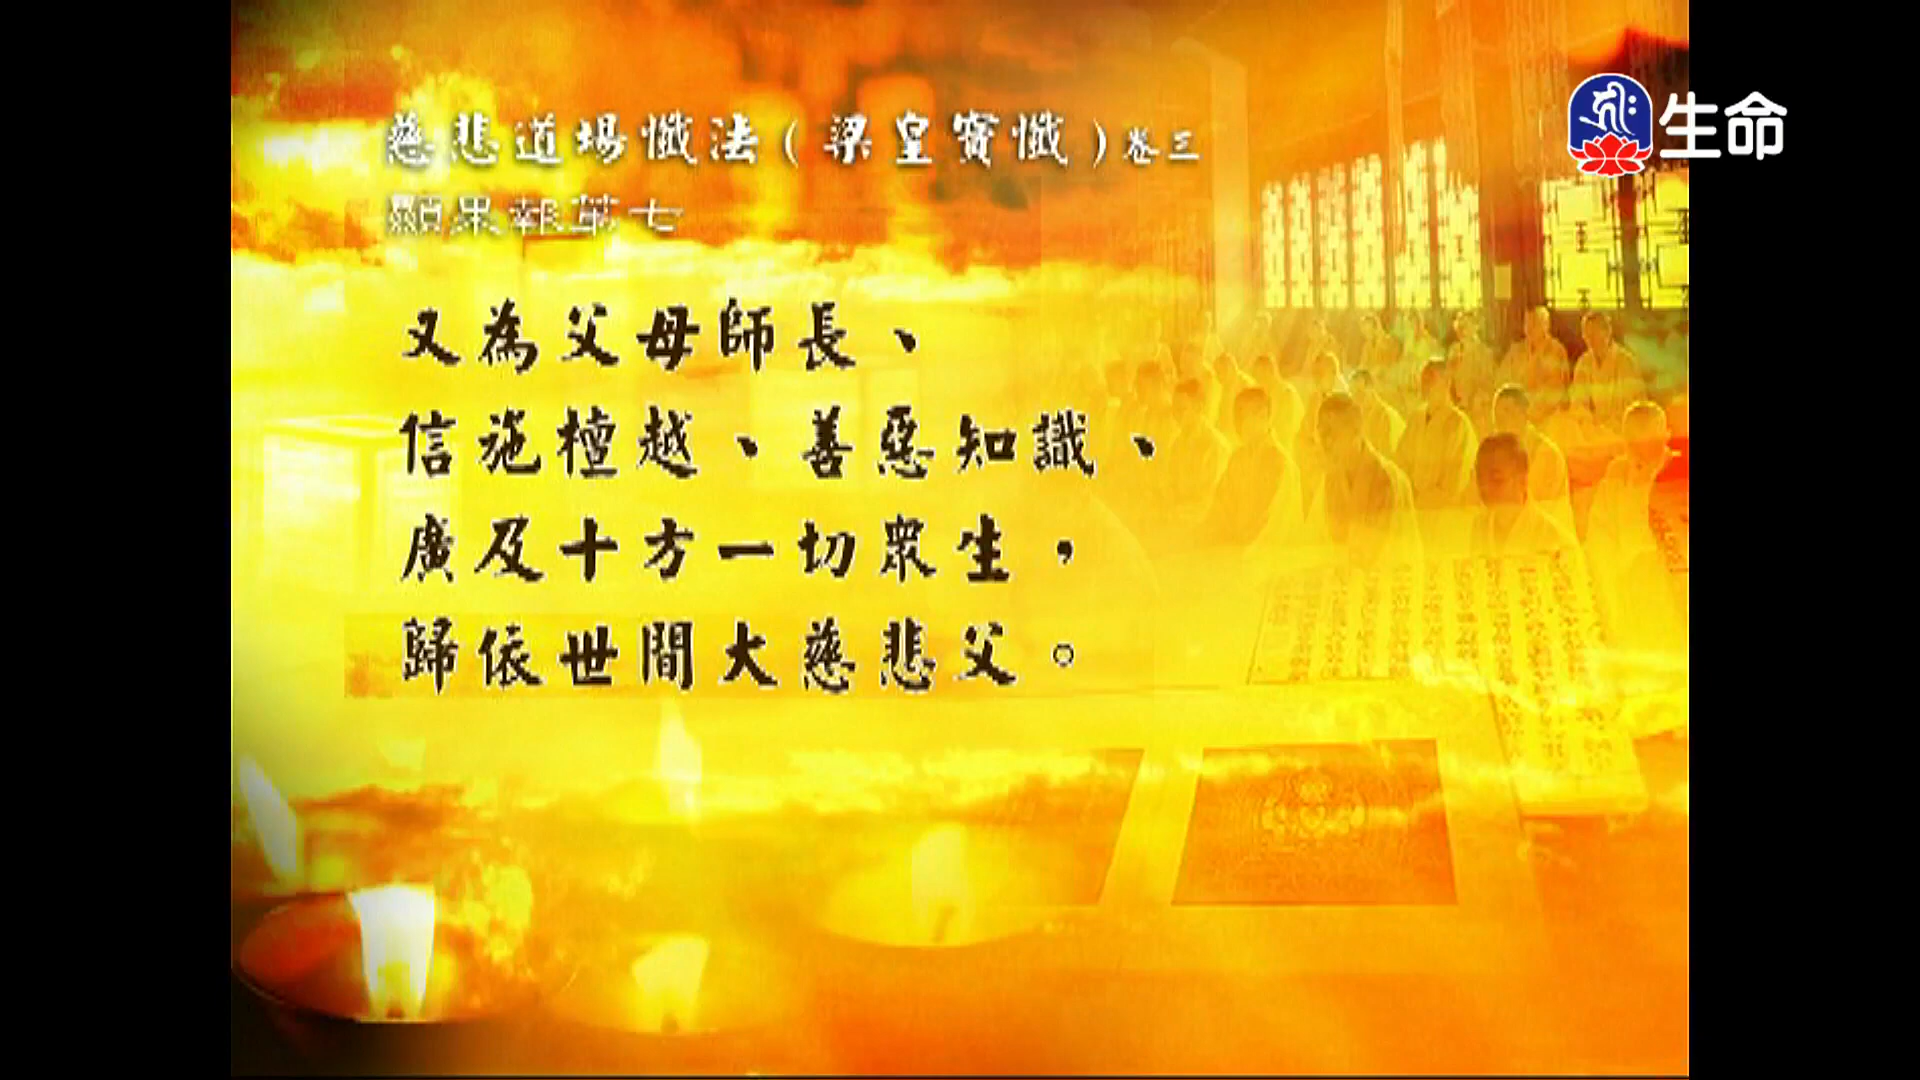 慈悲道場懺法(梁皇寶懺)卷三
顯果報第七
生命
又為父母師長、
信施檀越、善惡知識、
廣及十方一切眾生，
歸依世間大慈悲父。